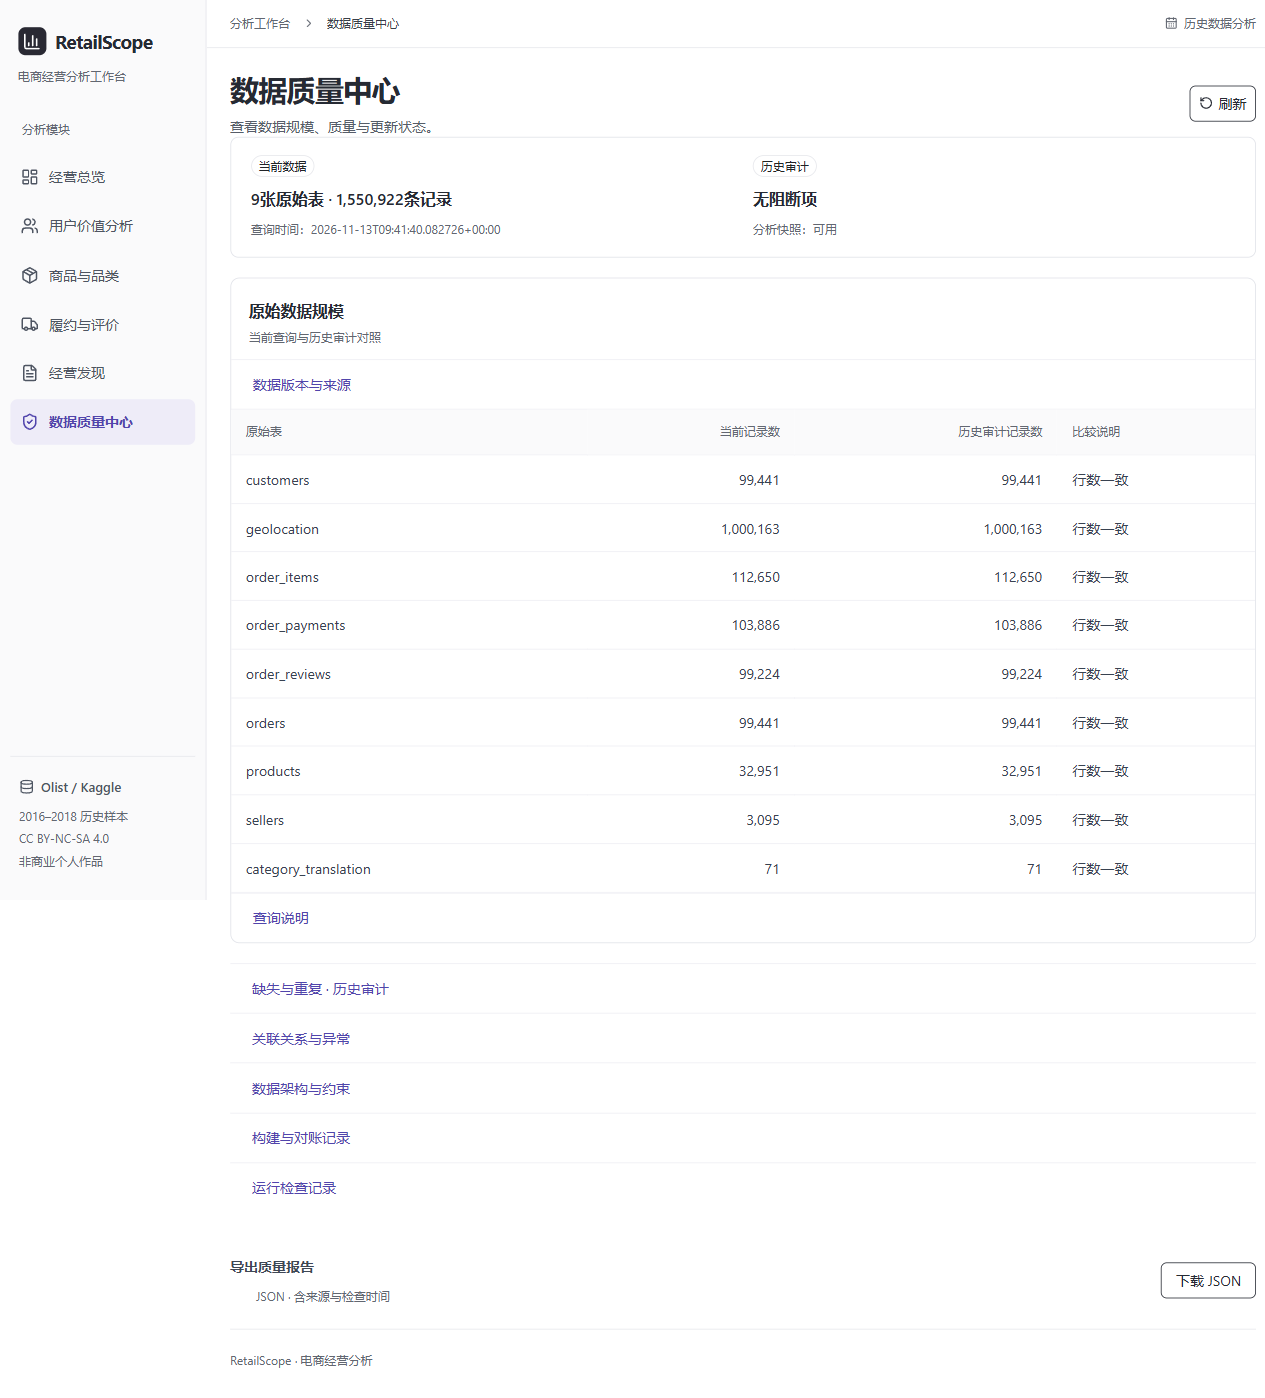 RetailScope
电商经营分析工作台
分析模块
经营总览
用户价值分析
商品与品类
履约与评价
经营发现
数据质量中心
Olist / Kaggle
2016–2018 历史样本
CC BY-NC-SA 4.0
非商业个人作品
分析工作台 > 数据质量中心
历史数据分析
数据质量中心
查看数据规模、质量与更新状态。
刷新
当前数据
9张原始表 · 1,550,922条记录
查询时间：2026-11-13T09:41:40.082726+00:00
历史审计
无阻断项
分析快照：可用
原始数据规模
当前查询与历史审计对照
数据版本与来源
原始表 当前记录数 历史审计记录数 比较说明
customers 99,441 99,441 行数一致
geolocation 1,000,163 1,000,163 行数一致
order_items 112,650 112,650 行数一致
order_payments 103,886 103,886 行数一致
order_reviews 99,224 99,224 行数一致
orders 99,441 99,441 行数一致
products 32,951 32,951 行数一致
sellers 3,095 3,095 行数一致
category_translation 71 71 行数一致
查询说明
缺失与重复 · 历史审计
关联关系与异常
数据架构与约束
构建与对账记录
运行检查记录
导出质量报告
JSON · 含来源与检查时间
下载 JSON
RetailScope · 电商经营分析